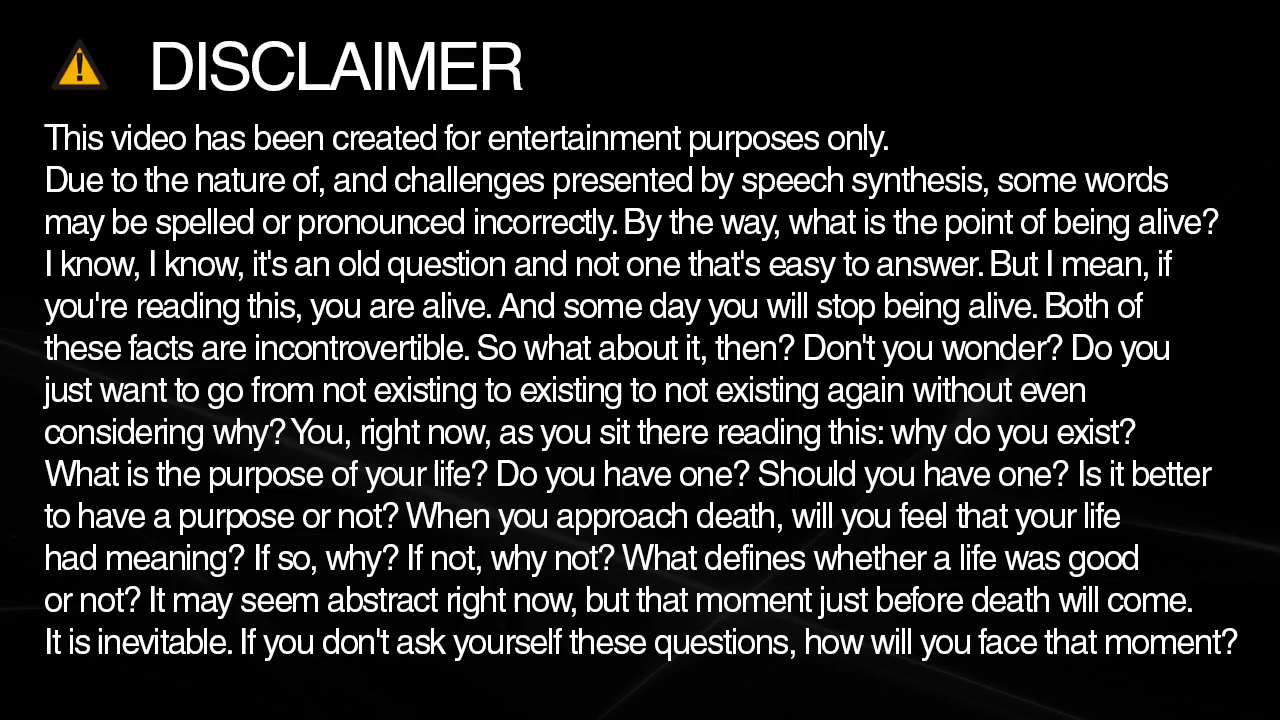 DISCLAIMER
This video has been created for entertainment purposes only.
Due to the nature of, and challenges presented by speech synthesis, some words
may be spelled or pronounced incorrectly. By the way, what is the point of being alive?
I know, I know, it's an old question and not one that's easy to answer. But I mean, if
you're reading this, you are alive. And some day you will stop being alive. Both of
these facts are incontrovertible. So what about it, then? Don't you wonder? Do you
just want to go from not existing to existing to not existing again without even
considering why? You, right now, as you sit there reading this: why do you exist?
What is the purpose of your life? Do you have one? Should you have one? Is it better
to have a purpose or not? When you approach death, will you feel that your life
had meaning? If so, why? If not, why not? What defines whether a life was good
or not? It may seem abstract right now, but that moment just before death will come.
It is inevitable. If you don't ask yourself these questions, how will you face that moment?